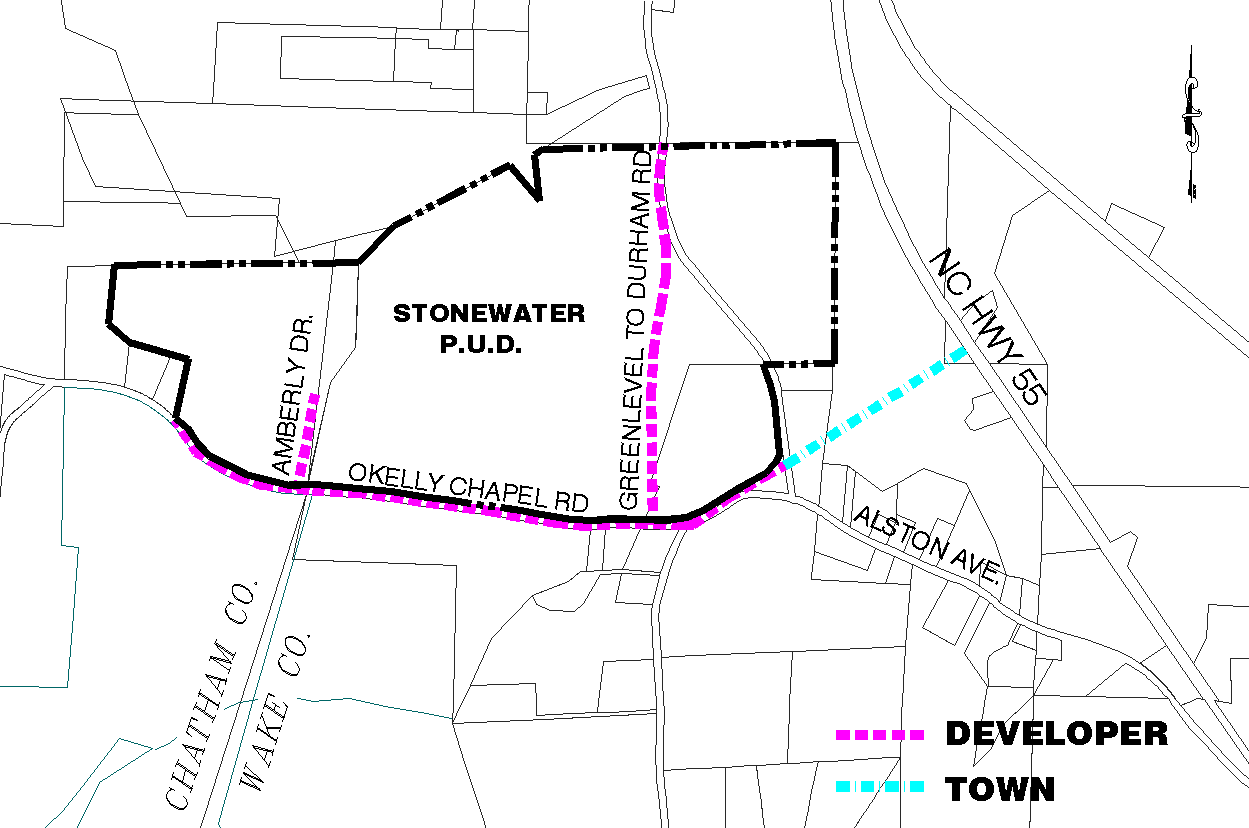 GREENLEVEL TO DURHAM RD
NC HWY 55
STONEWATER
P.U.D.
AMBERLY DR.
OKELLY CHAPEL RD
ALSTON AVE.
CHATHAM CO.
WAKE CO.
DEVELOPER
TOWN